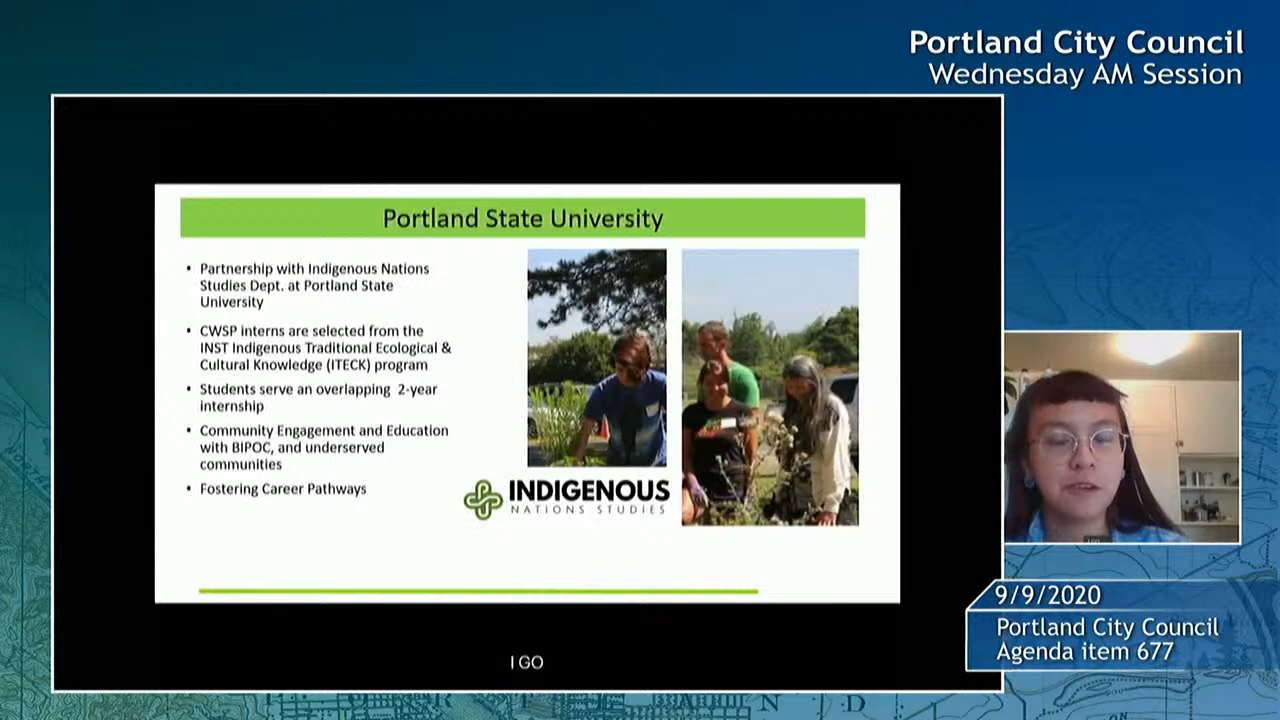 Portland City Council
Wednesday AM Session
Portland State University
• Partnership with Indigenous Nations
Studies Dept. at Portland State
University
• CWSP interns are selected from the
INST Indigenous Traditional Ecological &
Cultural Knowledge (ITECK) program
• Students serve an overlapping 2-year
internship
• Community Engagement and Education
with BIPOC, and underserved
communities
• Fostering Career Pathways
INDIGENOUS
NATIONS STUDIES
9/9/2020
Portland City Council
Agenda item 677
I GO